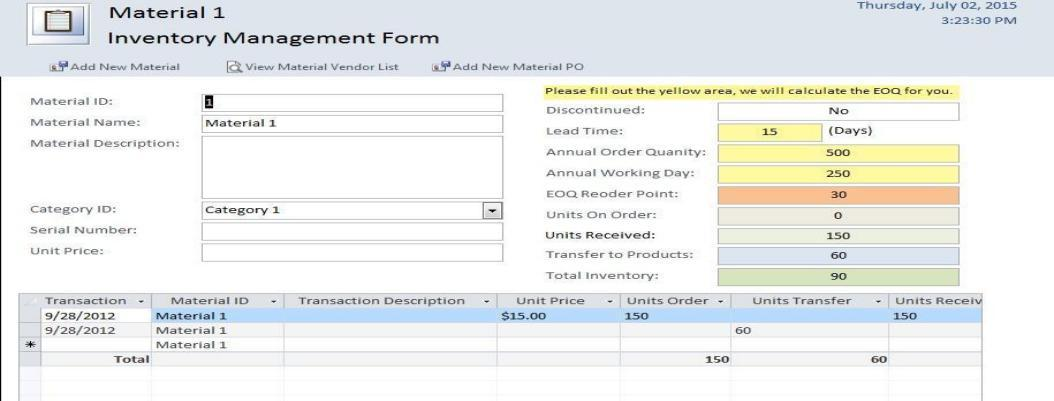 Material 1
Inventory Management Form
Thursday, July 02, 2015
3:23:30 PM
Add New Material View Material Vendor List Add New Material PO
Please fill out the yellow area, we will calculate the EOQ for you.
Material ID: 1
Material Name: Material 1
Material Description:
Category ID: Category 1
Serial Number:
Unit Price:
Discontinued: No
Lead Time: 15 (Days)
Annual Order Quanity: 500
Annual Working Day: 250
EOQ Reoder Point: 30
Units On Order: 0
Units Received: 150
Transfer to Products: 60
Total Inventory: 90
Transaction Material ID Transaction Description Unit Price Units Order Units Transfer Units Receiv
9/28/2012 Material 1 $15.00 150 150
9/28/2012 Material 1 60
* Material 1
Total 150 60